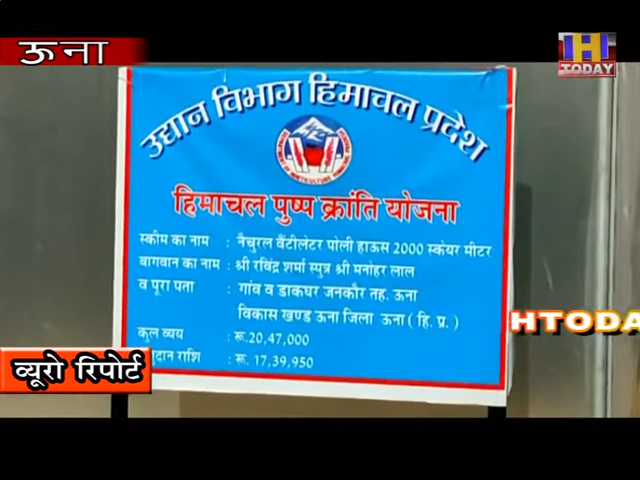 ऊना
IHI
TODAY
उद्यान विभाग हिमाचल प्रदेश
हिमाचल पुष्प क्रांति योजना
स्कीम का नाम : नैचुरल वैंटीलेटर पोली हाऊस 2000 स्केयर मीटर
बागवान का नाम : श्री रविंद्र शर्मा स्पुत्र श्री मनोहर लाल
व पूरा पता : गांव व डाकघर जनकौर तह. ऊना
विकास खण्ड ऊना जिला ऊना ( हि. प्र. )
कुल व्यय : रू.20,47,000
: रू. 17,39,950
HTODA
ब्यूरो रिपोर्ट